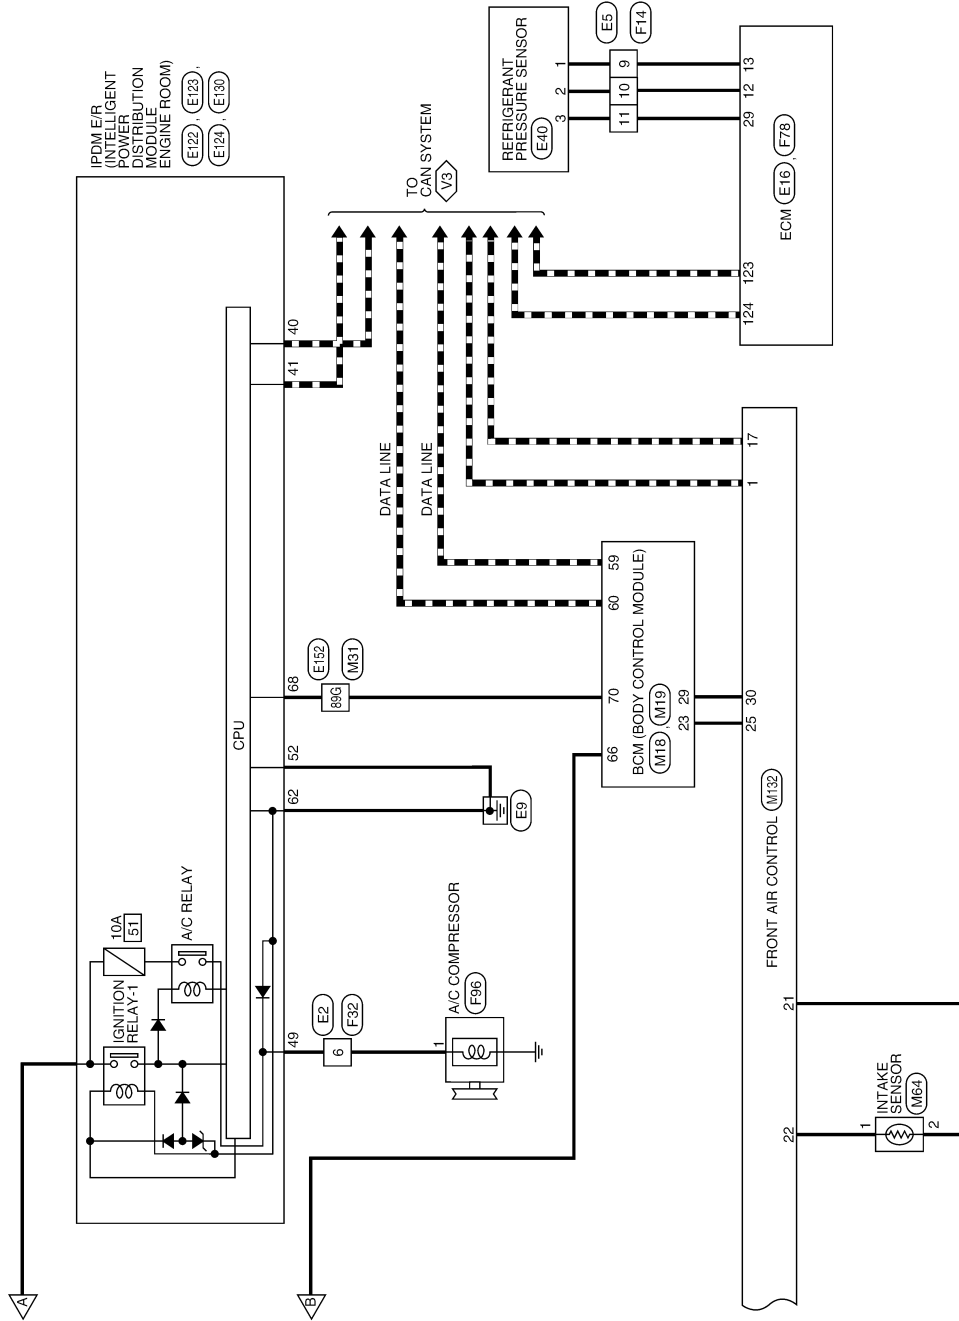 IPDM E/R
(INTELLIGENT
POWER
DISTRIBUTION
MODULE
ENGINE ROOM)
E122 , E123 ,
E124 , E130
A
IGNITION
RELAY-1
10A
51
A/C RELAY
CPU
49
62
52
68
41
40
E2
F32
6
A/C COMPRESSOR
F96
1
E9
E152
M31
89G
DATA LINE
DATA LINE
TO
CAN SYSTEM
V3
REFRIGERANT
PRESSURE SENSOR
E40
3
2
1
E5
F14
11
10
9
29
12
13
ECM E16 , F78
124
123
B
66
70
60
59
BCM (BODY CONTROL MODULE)
M18 , M19
23
29
25
30
1
17
FRONT AIR CONTROL M132
22
21
INTAKE
SENSOR
M64
1
2